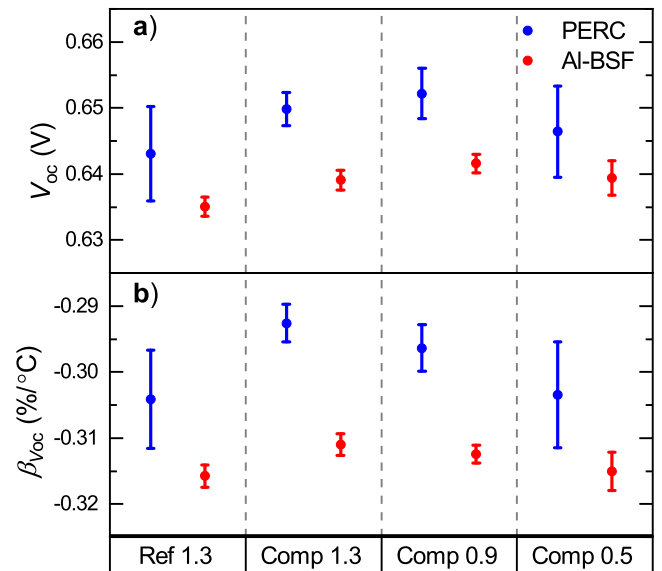 a)
PERC
Al-BSF
0.66
0.65
0.64
0.63
Voc (V)
b)
-0.29
-0.30
-0.31
-0.32
βVoc (%/°C)
Ref 1.3 Comp 1.3 Comp 0.9 Comp 0.5